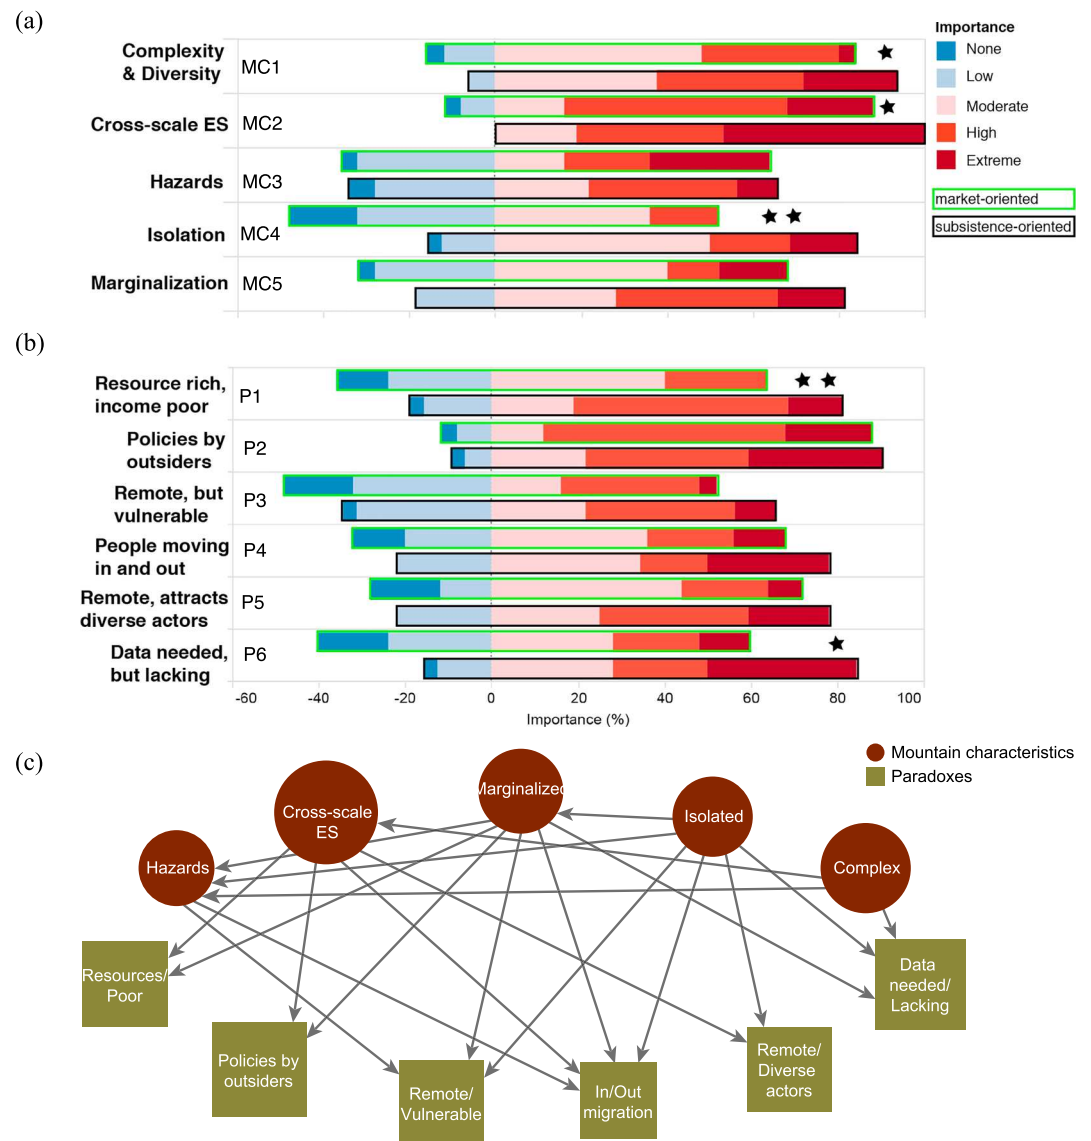 (a)
Complexity
& Diversity
MC1
Cross-scale ES
MC2
Hazards
MC3
Isolation
MC4
Marginalization
MC5
Importance
None
Low
Moderate
High
Extreme
market-oriented
subsistence-oriented
(b)
Resource rich,
income poor
P1
Policies by
outsiders
P2
Remote, but
vulnerable
P3
People moving
in and out
P4
Remote, attracts
diverse actors
P5
Data needed,
but lacking
P6
-60 -40 -20 0 20 40 60 80 100
Importance (%)
(c)
Mountain characteristics
Paradoxes
Hazards
Cross-scale
ES
Marginalized
Isolated
Complex
Resources/
Poor
Policies by
outsiders
Remote/
Vulnerable
In/Out
migration
Remote/
Diverse
actors
Data
needed/
Lacking